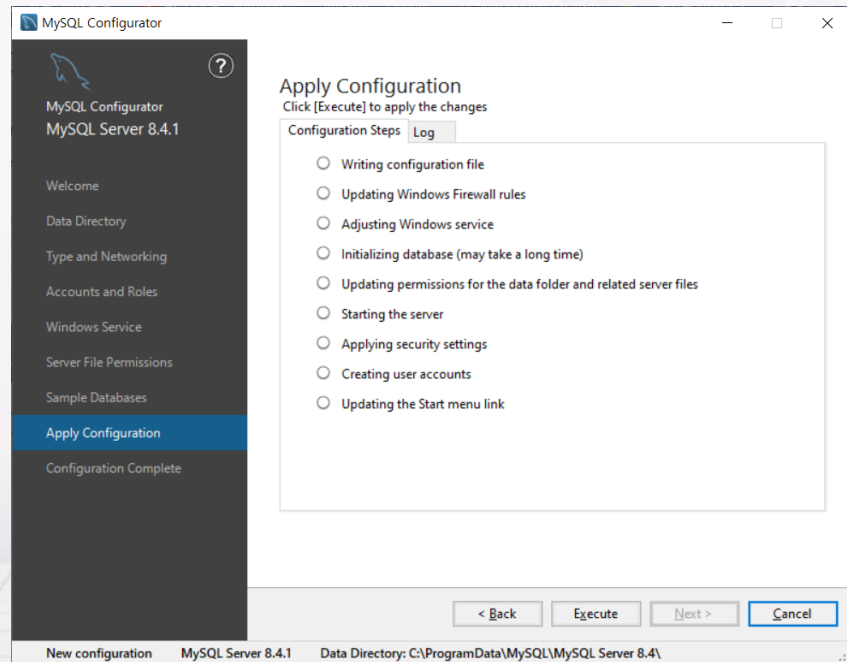 MySQL Configurator
?
MySQL Configurator
MySQL Server 8.4.1
Welcome
Data Directory
Type and Networking
Accounts and Roles
Windows Service
Server File Permissions
Sample Databases
Apply Configuration
Configuration Complete
Apply Configuration
Click [Execute] to apply the changes
Configuration Steps Log
Writing configuration file
Updating Windows Firewall rules
Adjusting Windows service
Initializing database (may take a long time)
Updating permissions for the data folder and related server files
Starting the server
Applying security settings
Creating user accounts
Updating the Start menu link
< Back Execute Next > Cancel
New configuration MySQL Server 8.4.1 Data Directory: C:\ProgramData\MySQL\MySQL Server 8.4\